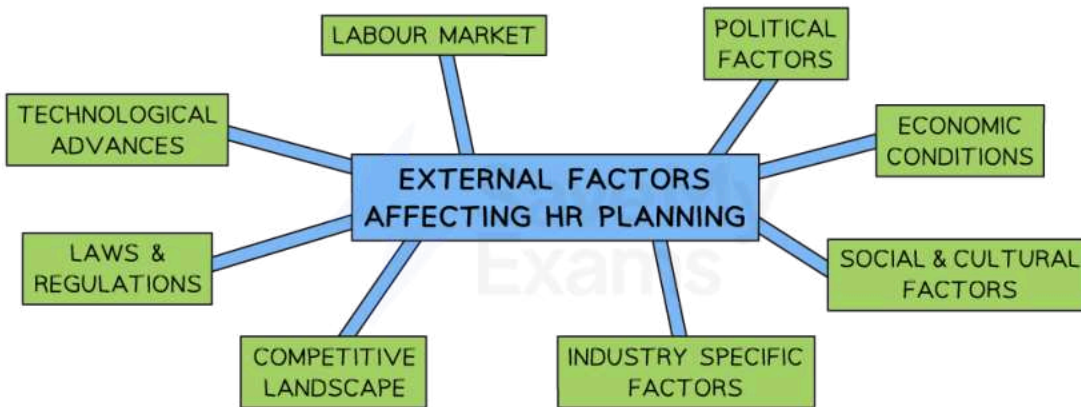 LABOUR MARKET
POLITICAL
FACTORS
TECHNOLOGICAL
ADVANCES
ECONOMIC
CONDITIONS
EXTERNAL FACTORS
AFFECTING HR PLANNING
LAWS &
REGULATIONS
SOCIAL & CULTURAL
FACTORS
COMPETITIVE
LANDSCAPE
INDUSTRY SPECIFIC
FACTORS
Exams